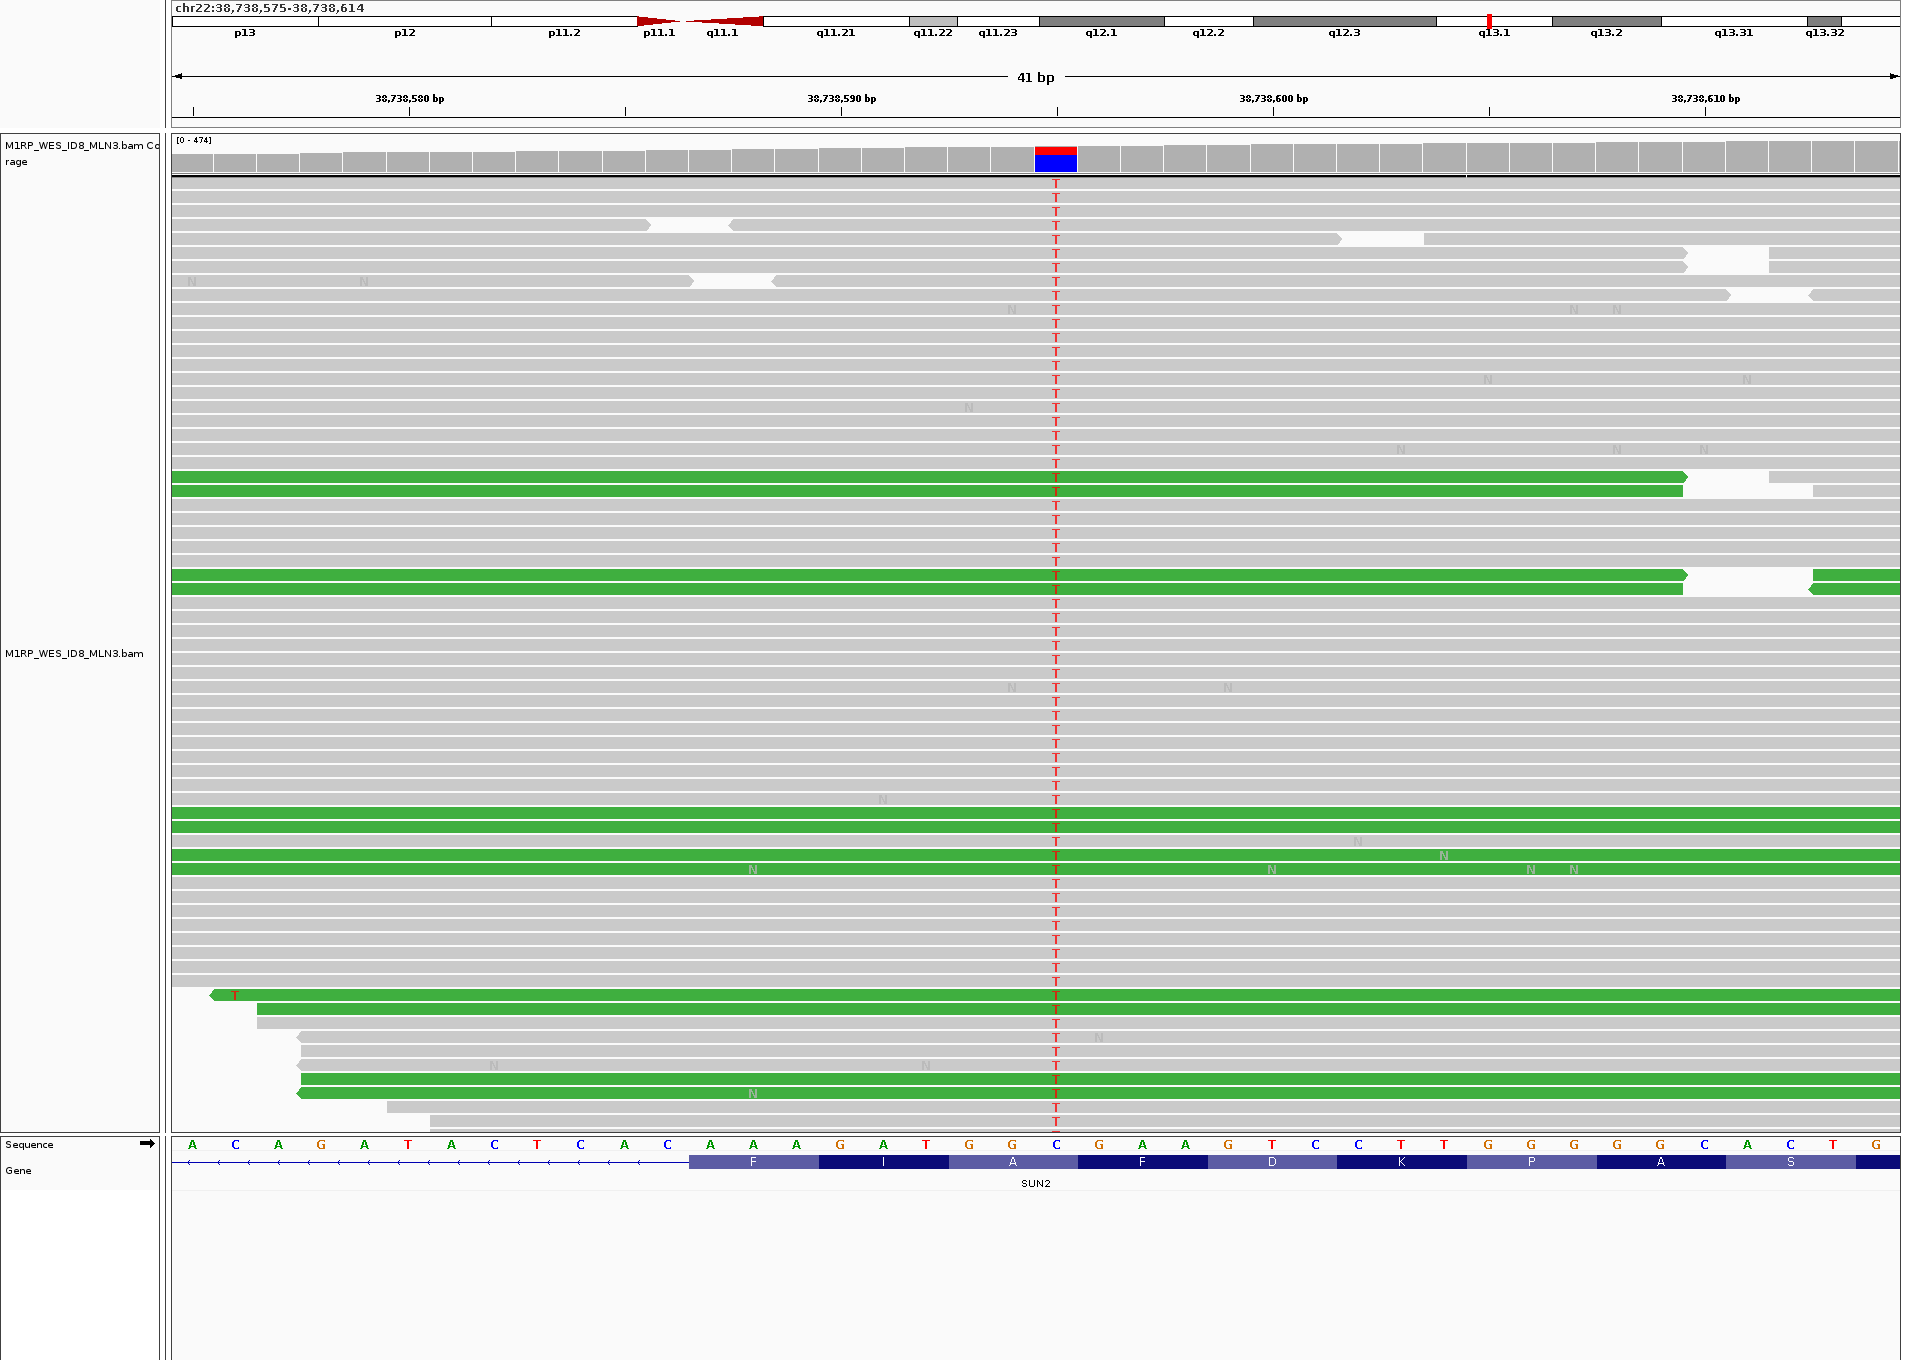 chr22:38,738,575-38,738,614
p13 p12 p11.2 p11.1 q11.1 q11.21 q11.22 q11.23 q12.1 q12.2 q12.3 q13.1 q13.2 q13.31 q13.32
41 bp
38,738,580 bp 38,738,590 bp 38,738,600 bp 38,738,610 bp
[0 - 474]
M1RP_WES_ID8_MLN3.bam Co
rage
T
T
T
T
T
T
T
N N T
T
N T N N
T
T
T
T
T N N
T
N T
T
T
T N N N
T
T
T
T
T
T
T
T
T
T
T
T
T
T
M1RP_WES_ID8_MLN3.bam
T
T
N T N
T
T
T
T
T
T
T
N T
T
T
T N
T N
N T N N N
T
T
T
T
T
T
T
T
T T
T
T
T N
T
N N T
T
N T
T
T
Sequence A C A G A T A C T C A C A A A G A T G G C G A A G T C C T T G G G G G C A C T G
Gene F I A F D K P A S
SUN2